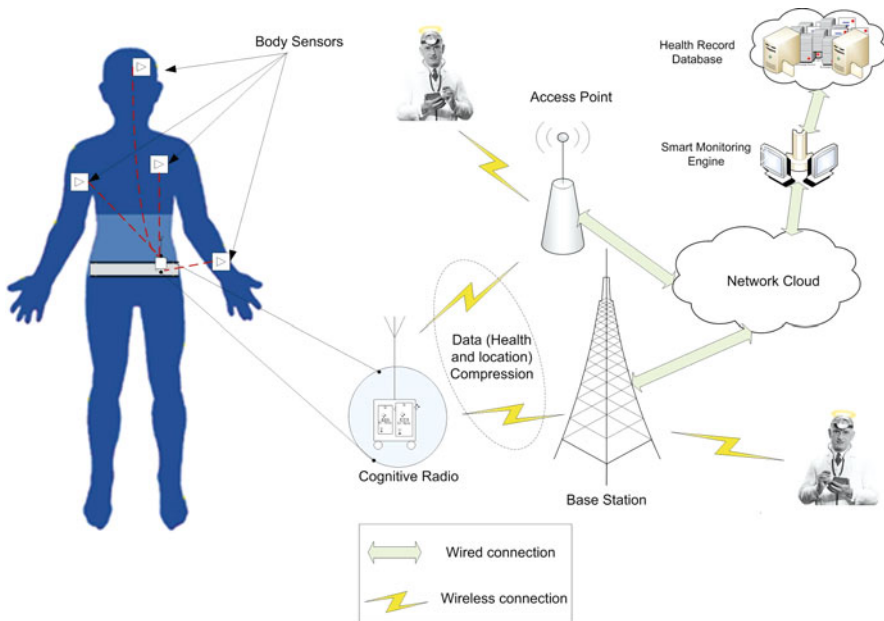 Body Sensors
Health Record
Database
Access Point
Smart Monitoring
Engine
Network Cloud
Data (Health
and location)
Compression
Cognitive Radio
Base Station
Wired connection
Wireless connection